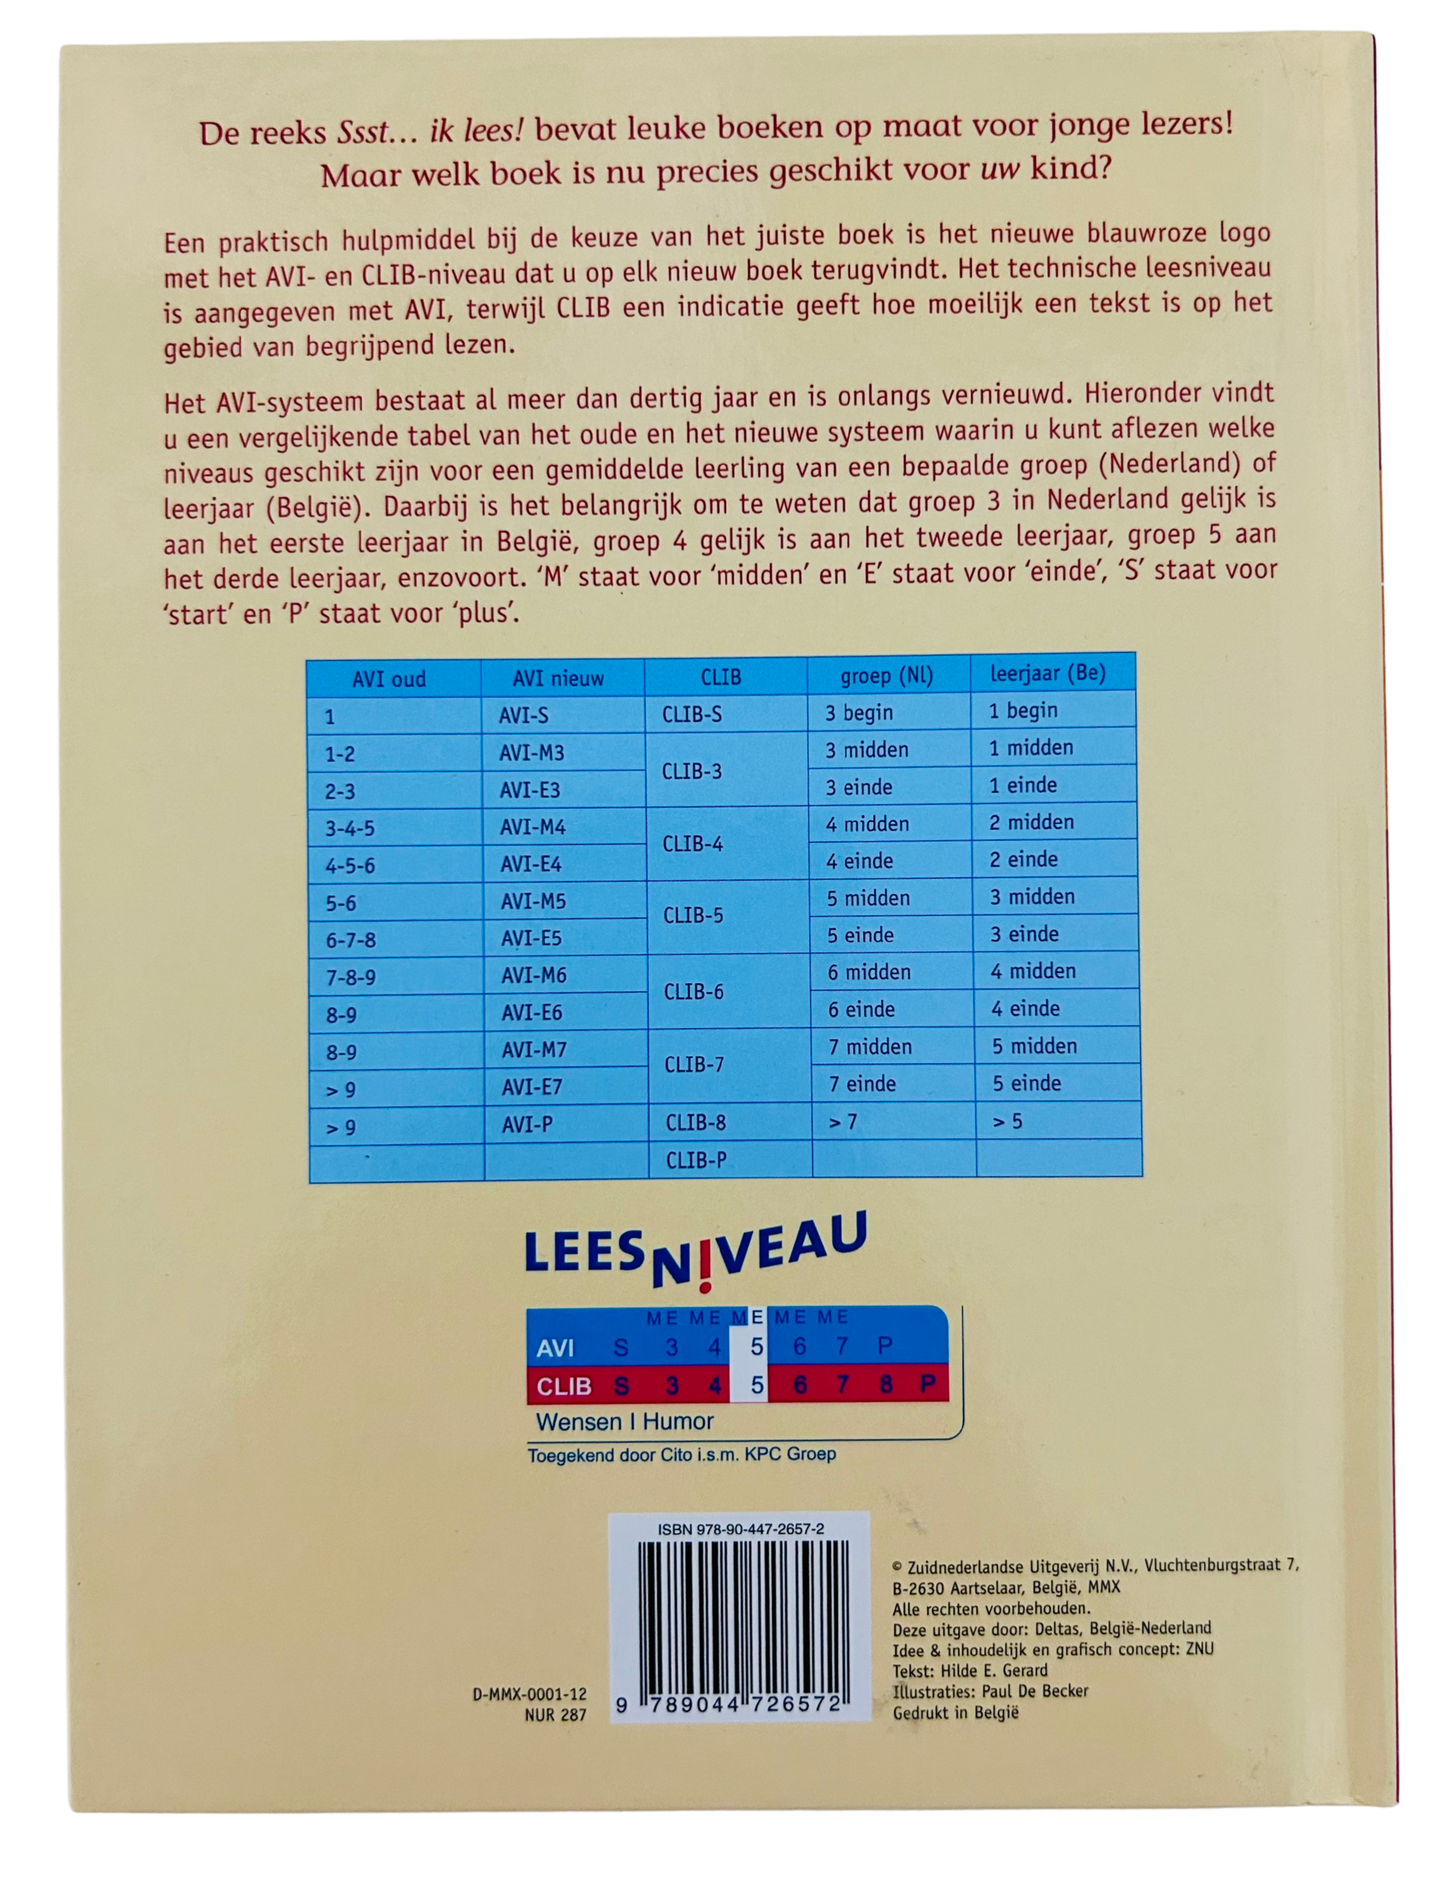 De reeks Ssst... ik lees! bevat leuke boeken op maat voor jonge lezers!
Maar welk boek is nu precies geschikt voor uw kind?
Een praktisch hulpmiddel bij de keuze van het juiste boek is het nieuwe blauwroze logo
met het AVI- en CLIB-niveau dat u op elk nieuw boek terugvindt. Het technische leesniveau
is aangegeven met AVI, terwijl CLIB een indicatie geeft hoe moeilijk een tekst is op het
gebied van begrijpend lezen.
Het AVI-systeem bestaat al meer dan dertig jaar en is onlangs vernieuwd. Hieronder vindt
u een vergelijkende tabel van het oude en het nieuwe systeem waarin u kunt aflezen welke
niveaus geschikt zijn voor een gemiddelde leerling van een bepaalde groep (Nederland) of
leerjaar (België). Daarbij is het belangrijk om te weten dat groep 3 in Nederland gelijk is
aan het eerste leerjaar in België, groep 4 gelijk is aan het tweede leerjaar, groep 5 aan
het derde leerjaar, enzovoort. ‘M’ staat voor ‘midden’ en ‘E’ staat voor ‘einde’, ‘S’ staat voor
‘start’ en ‘P’ staat voor ‘plus’.
AVI oud AVI nieuw CLIB groep (Nl) leerjaar (Be)
1 AVI-S CLIB-S 3 begin 1 begin
1-2 AVI-M3 CLIB-3 3 midden 1 midden
2-3 AVI-E3 3 einde 1 einde
3-4-5 AVI-M4 CLIB-4 4 midden 2 midden
4-5-6 AVI-E4 4 einde 2 einde
5-6 AVI-M5 CLIB-5 5 midden 3 midden
6-7-8 AVI-E5 5 einde 3 einde
7-8-9 AVI-M6 CLIB-6 6 midden 4 midden
8-9 AVI-E6 6 einde 4 einde
8-9 AVI-M7 CLIB-7 7 midden 5 midden
> 9 AVI-E7 7 einde 5 einde
> 9 AVI-P CLIB-8 > 7 > 5
CLIB-P
LEESN!VEAU
ME ME ME ME ME
AVI S 3 4 5 6 7 P
CLIB S 3 4 5 6 7 8 P
Wensen | Humor
Toegekend door Cito i.s.m. KPC Groep
ISBN 978-90-447-2657-2
9 789044 726572
D-MMX-0001-12
NUR 287
© Zuidnederlandse Uitgeverij N.V., Vluchtenburgstraat 7,
B-2630 Aartselaar, België, MMX
Alle rechten voorbehouden.
Deze uitgave door: Deltas, België-Nederland
Idee & inhoudelijk en grafisch concept: ZNU
Tekst: Hilde E. Gerard
Illustraties: Paul De Becker
Gedrukt in België